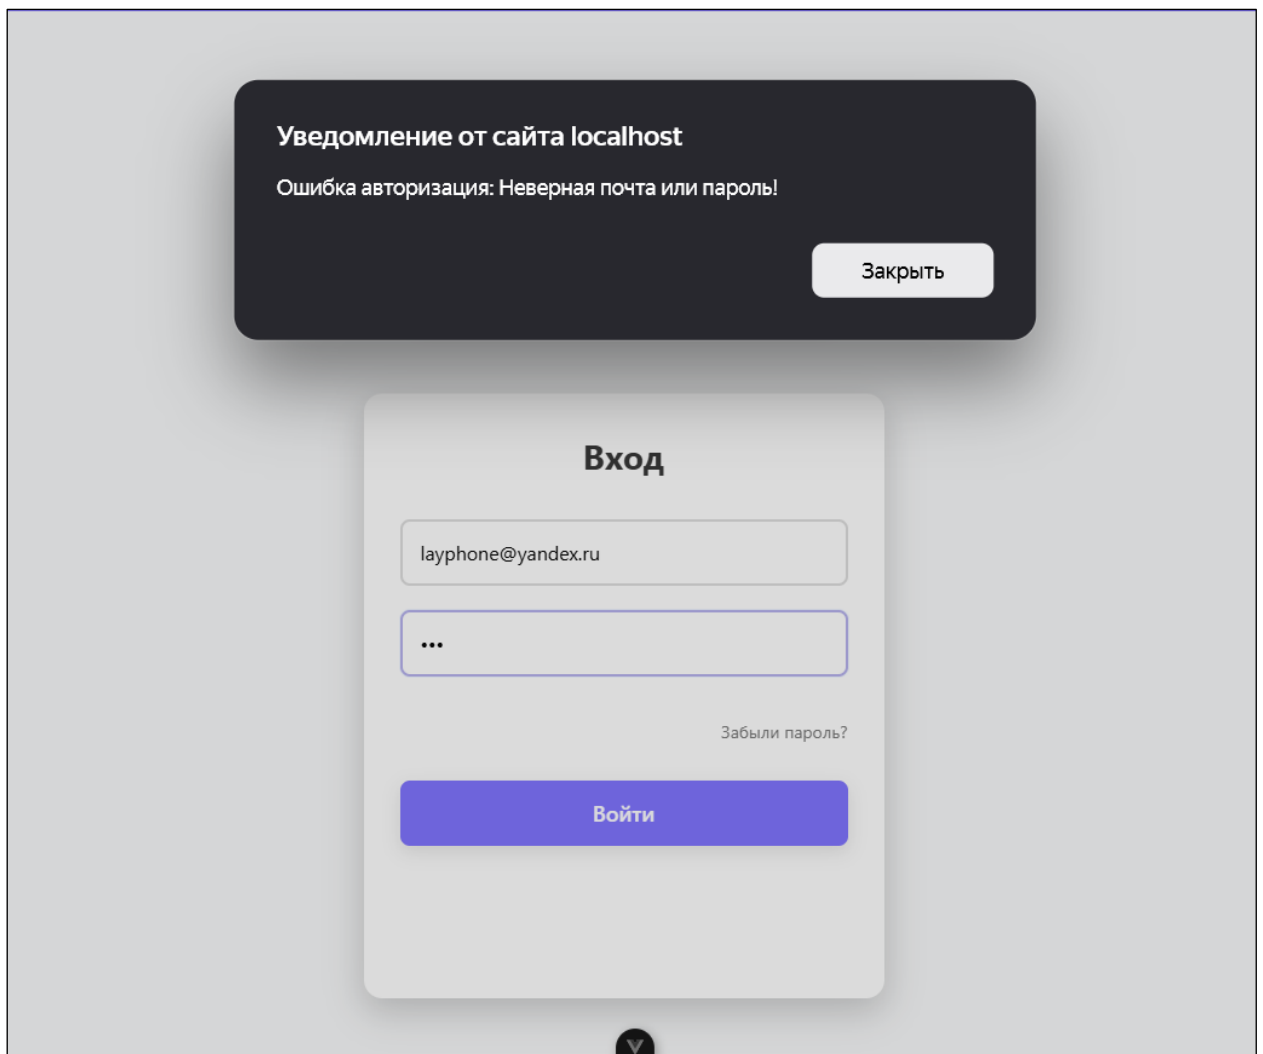 Уведомление от сайта localhost
Ошибка авторизация: Неверная почта или пароль!
Закрыть
Вход
layphone@yandex.ru
•••
Забыли пароль?
Войти